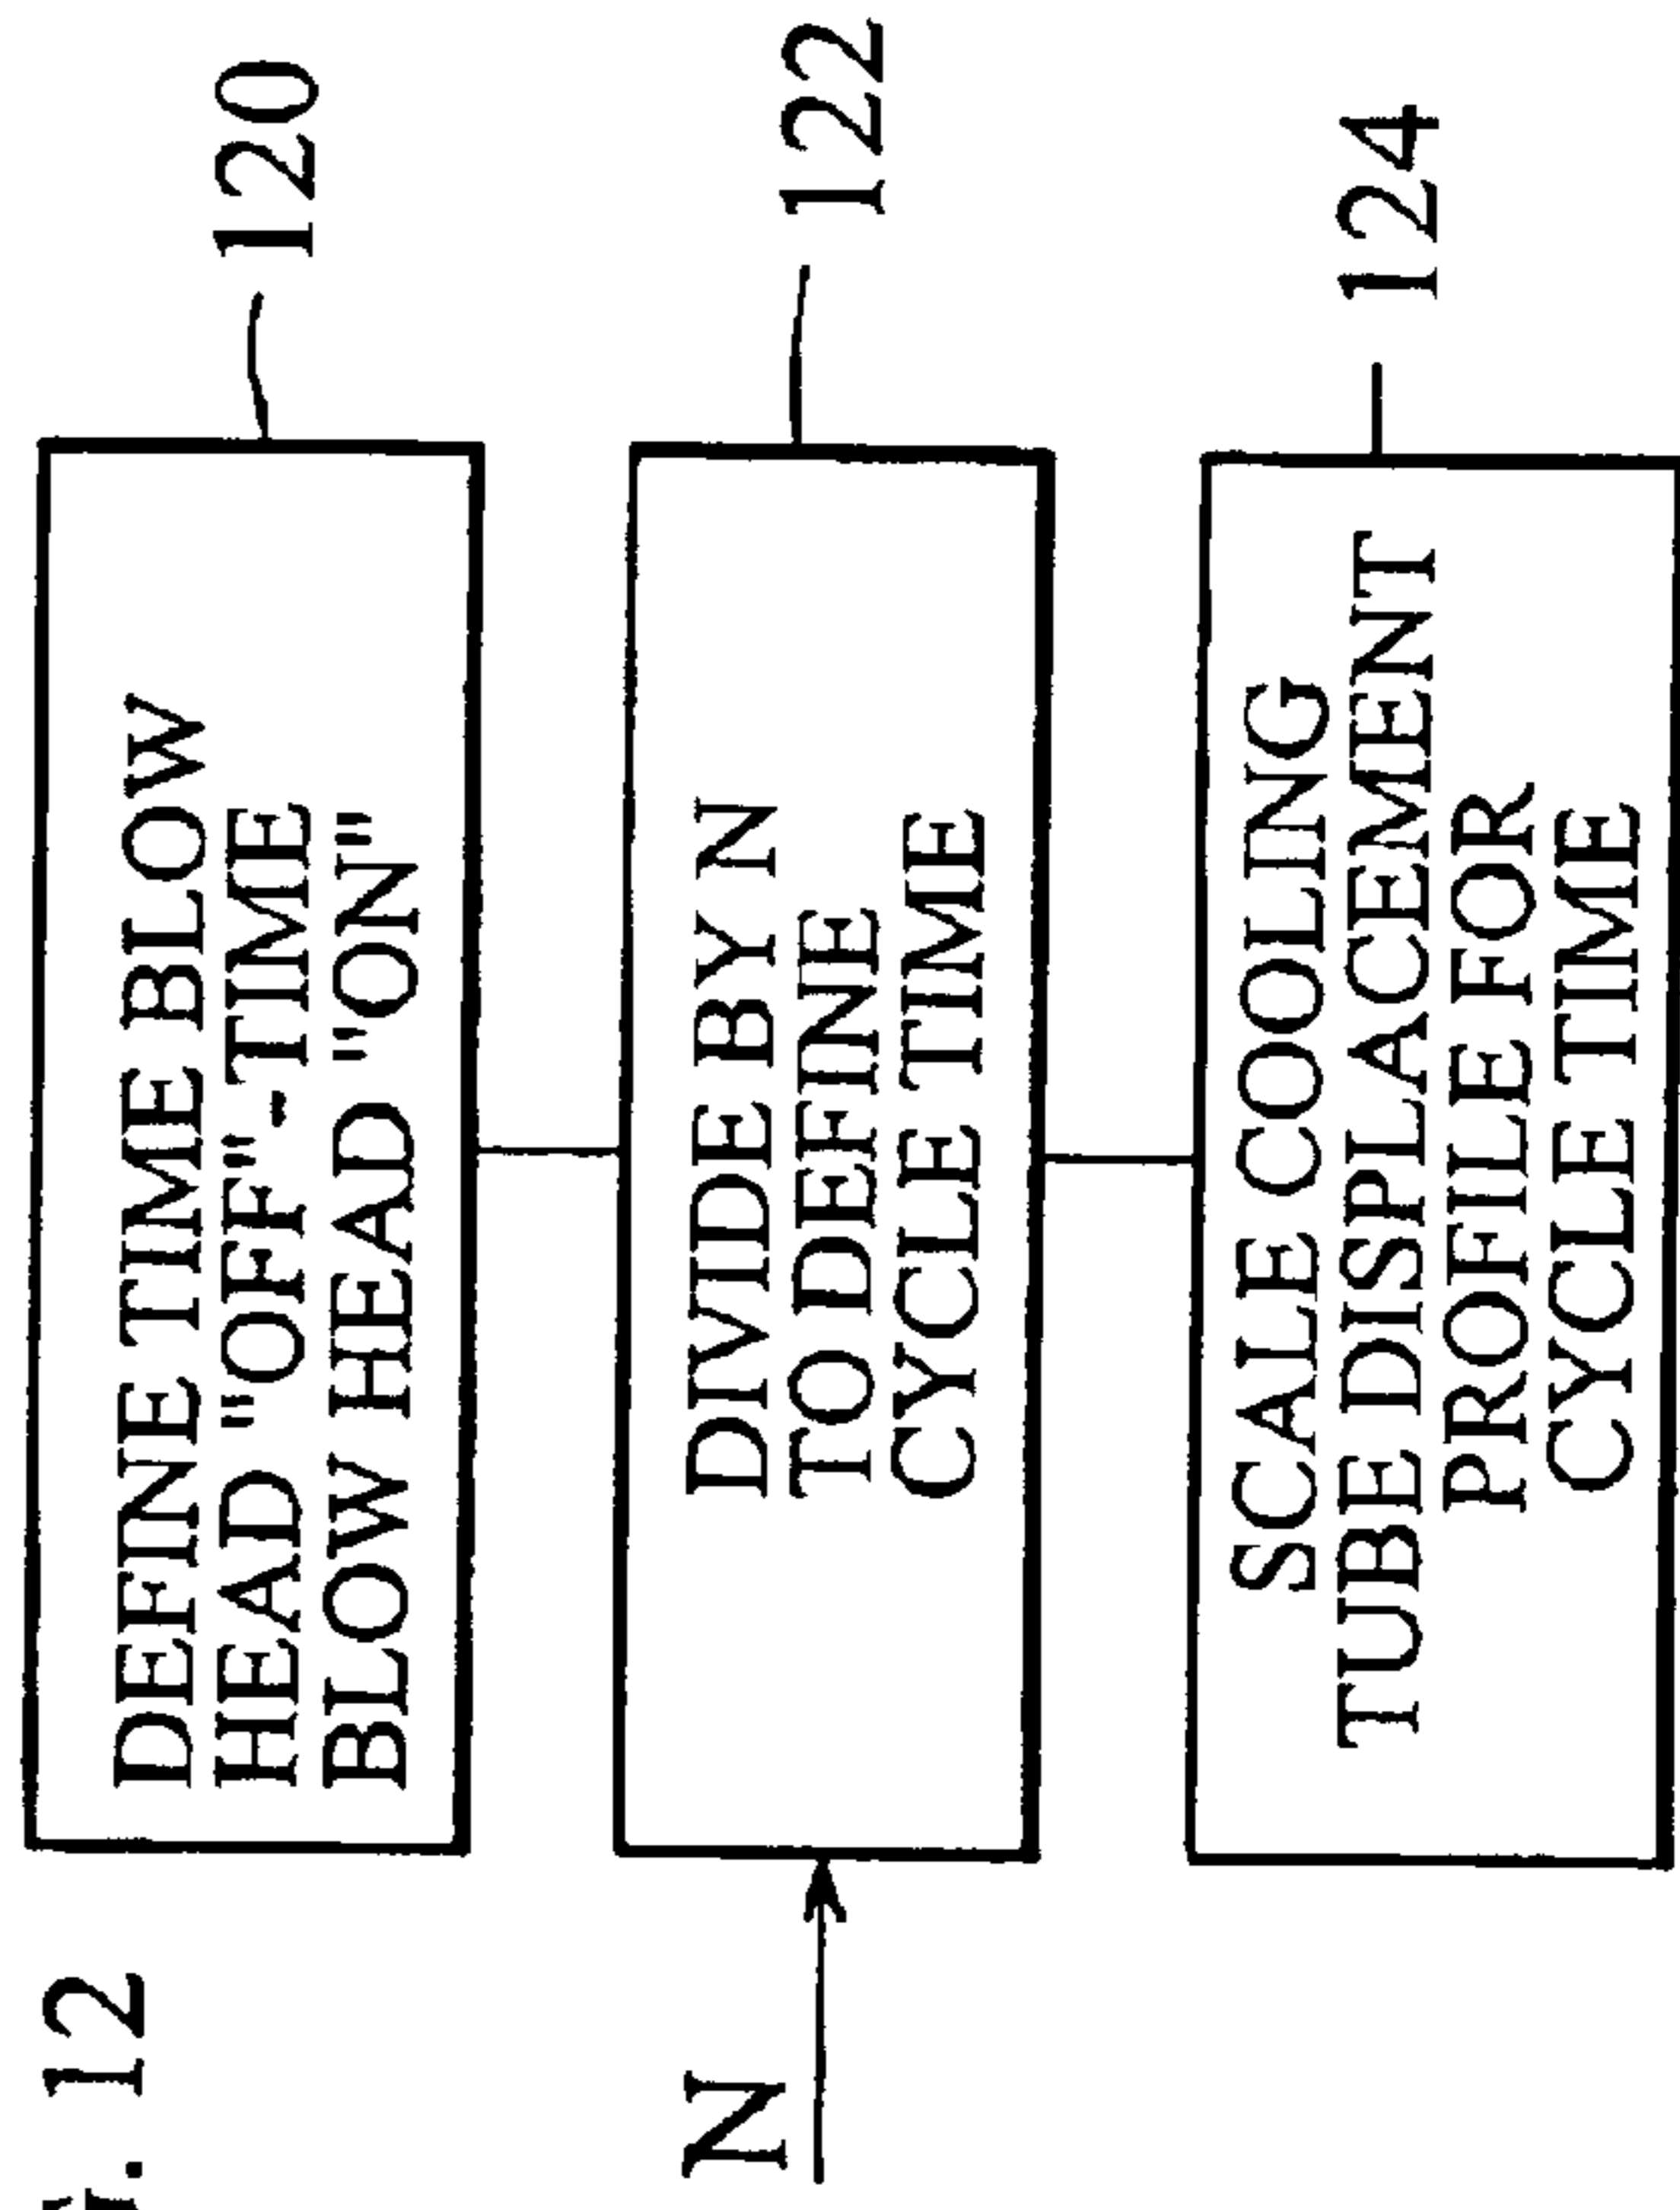 . 12
DEFINE TIME BLOW
HEAD "OFF"-TIME
BLOW HEAD "ON"
120
N
DIVIDE BY N
TO DEFINE
CYCLE TIME
122
SCALE COOLING
TUBE DISPLACEMENT
PROFILE FOR
CYCLE TIME
124